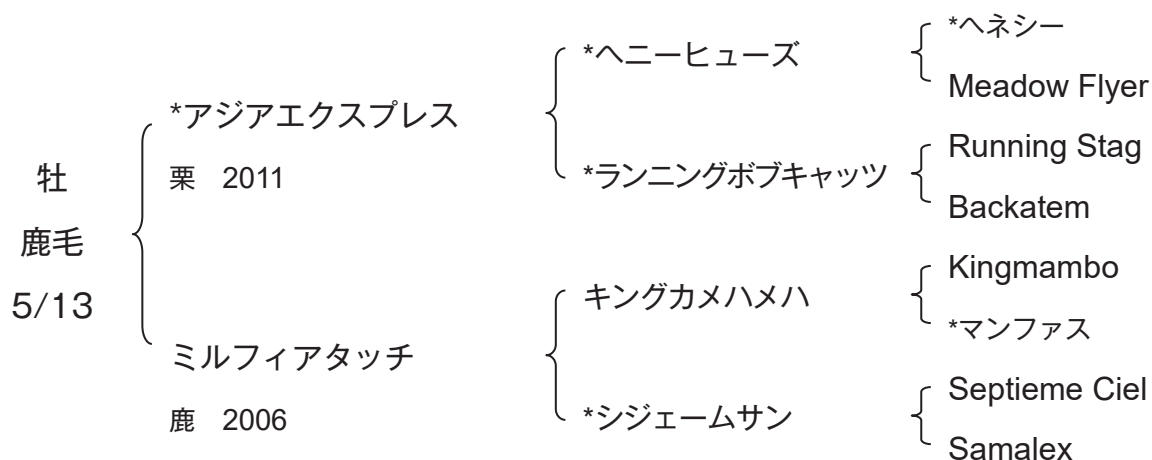 牡
鹿毛
5/13
*アジアエクスプレス
栗 2011
ミルフィアタッチ
鹿 2006
*ヘニーヒューズ
*ランニングボブキャッツ
キングカメハメハ
*シジェームサン
*ヘネシー
Meadow Flyer
Running Stag
Backatem
Kingmambo
*マンファス
Septieme Ciel
Samalex